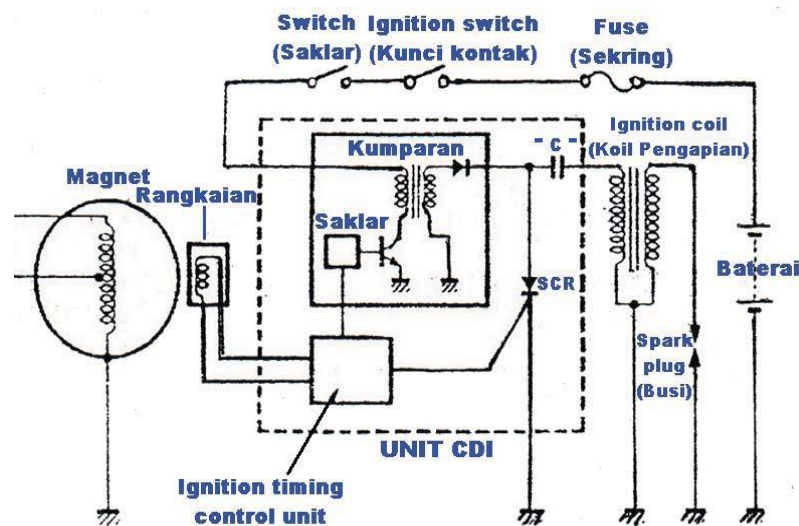 Switch
(Saklar)
Ignition switch
(Kunci kontak)
Fuse
(Sekring)
Ignition coil
(Koil Pengapian)
" C "
Kumparan
Magnet
Rangkaian
Saklar
SCR
Baterai
Spark
plug
(Busi)
UNIT CDI
Ignition timing
control unit